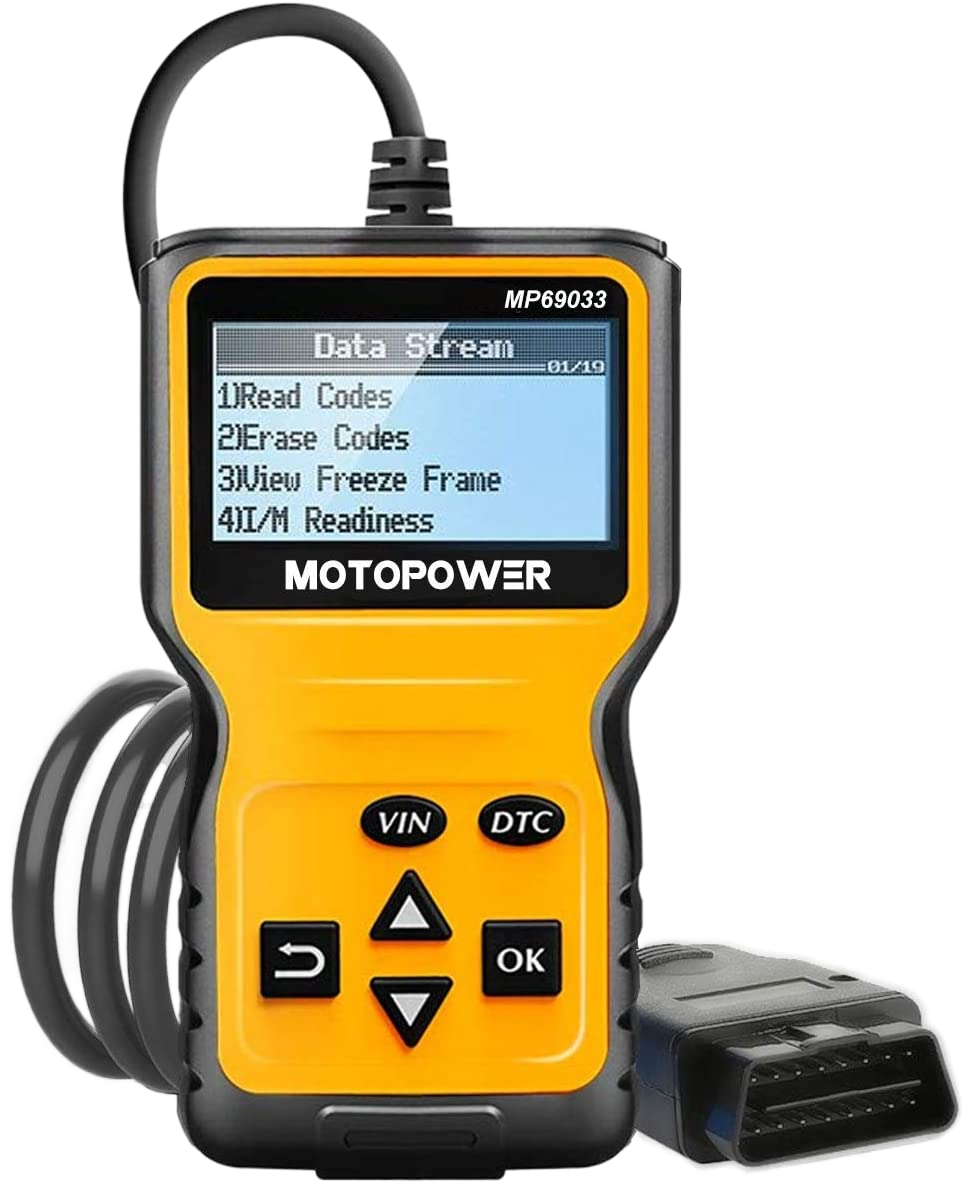 MP69033
Data Stream
01/19
1)Read Codes
2)Erase Codes
3)View Freeze Frame
4)I/M Readiness
MOTOPOWER
VIN DTC
OK